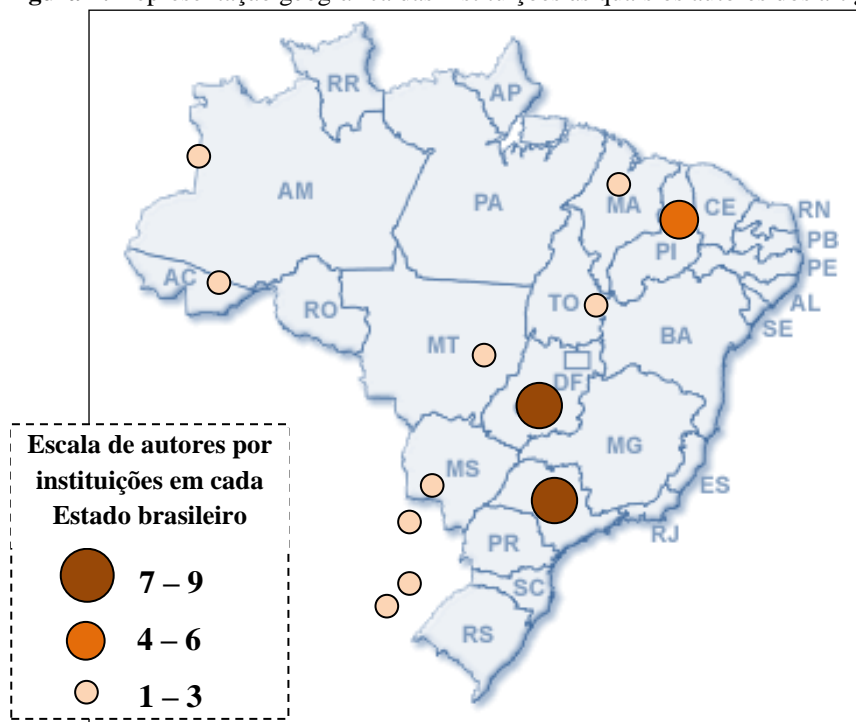 RR
AP
AM
PA
MA
CE
RN
PB
PI
PE
AC
AL
TO
RO
SE
BA
MT
DF
MG
MS
ES
RJ
PR
SC
RS
Escala de autores por
instituições em cada
Estado brasileiro
7 – 9
4 – 6
1 – 3